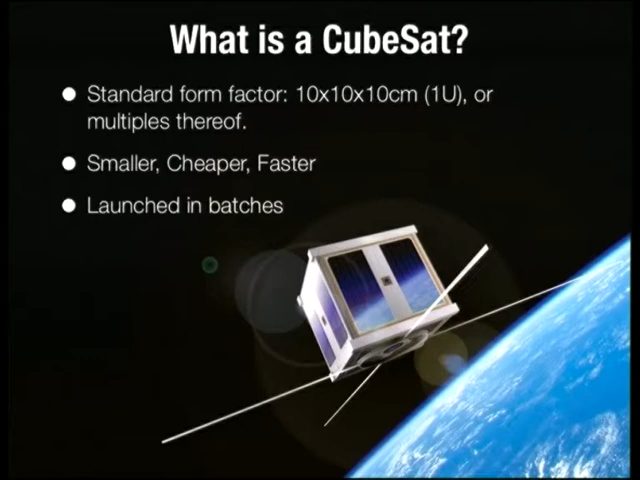 What is a CubeSat?
Standard form factor: 10x10x10cm (1U), or
multiples thereof.
Smaller, Cheaper, Faster
Launched in batches